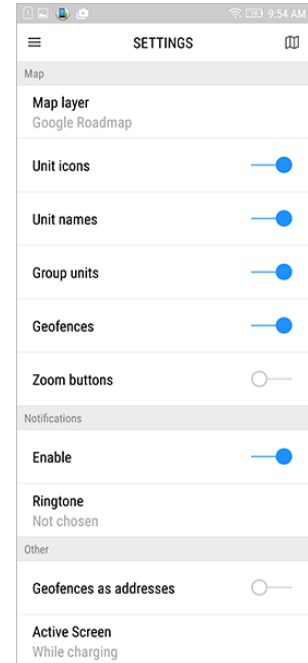 9:54 AM
SETTINGS
Map
Map layer
Google Roadmap
Unit icons
Unit names
Group units
Geofences
Zoom buttons
Notifications
Enable
Ringtone
Not chosen
Other
Geofences as addresses
Active Screen
While charging